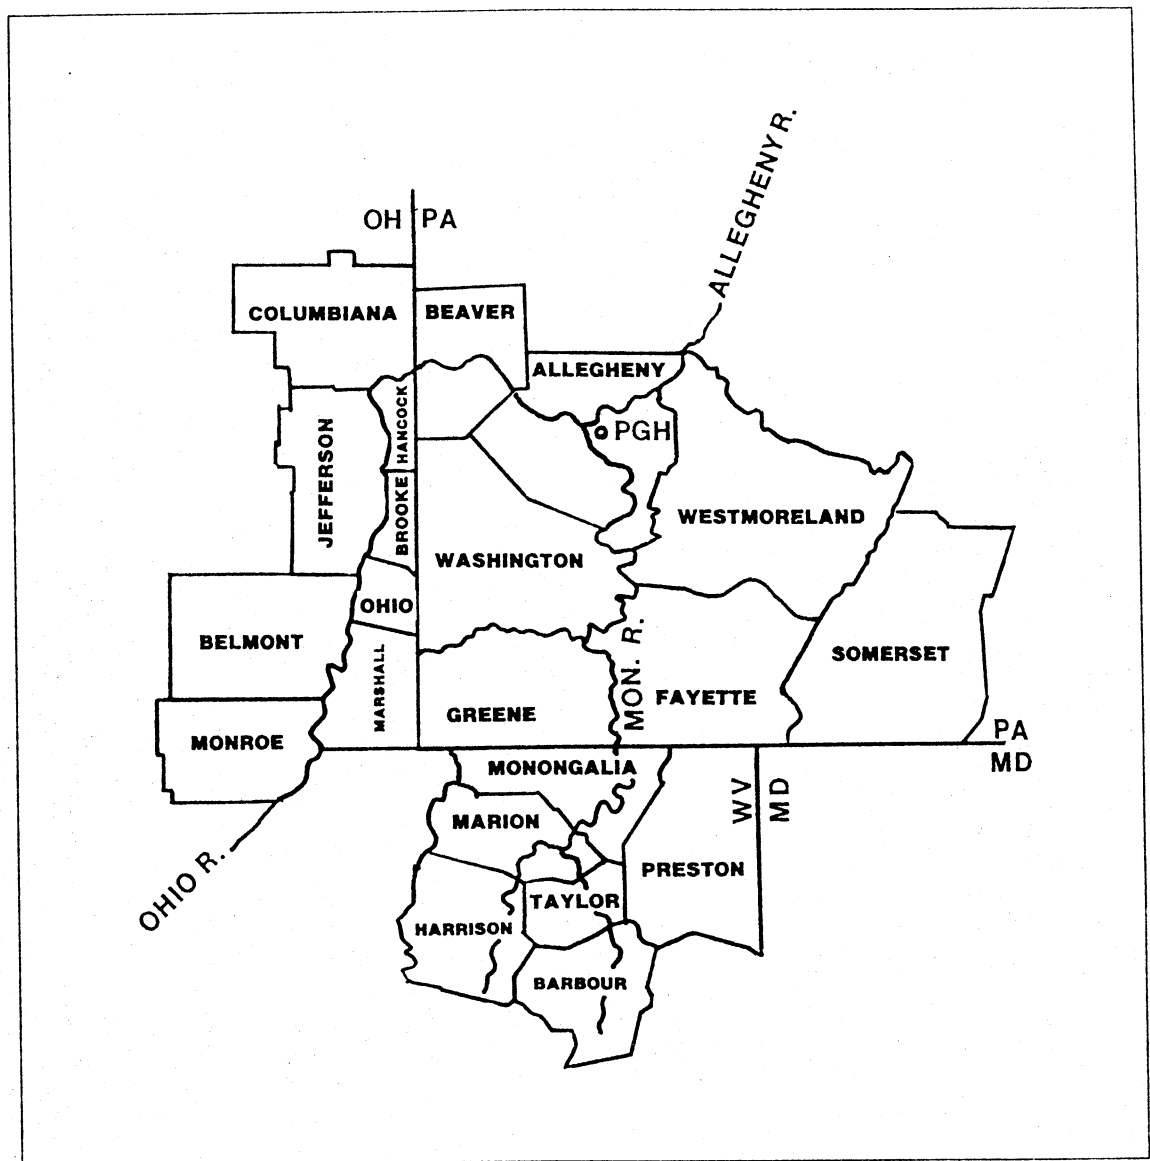 ALLEGHENY R.
OH PA
COLUMBIANA
BEAVER
ALLEGHENY
HANCOCK
PGH
JEFFERSON
BROOKE
WESTMORELAND
WASHINGTON
OHIO
BELMONT
MARSHALL
MON. R.
SOMERSET
FAYETTE
GREENE
MONROE
PA
MD
MONONGALIA
WV
MD
MARION
OHIO R.
PRESTON
TAYLOR
HARRISON
BARBOUR